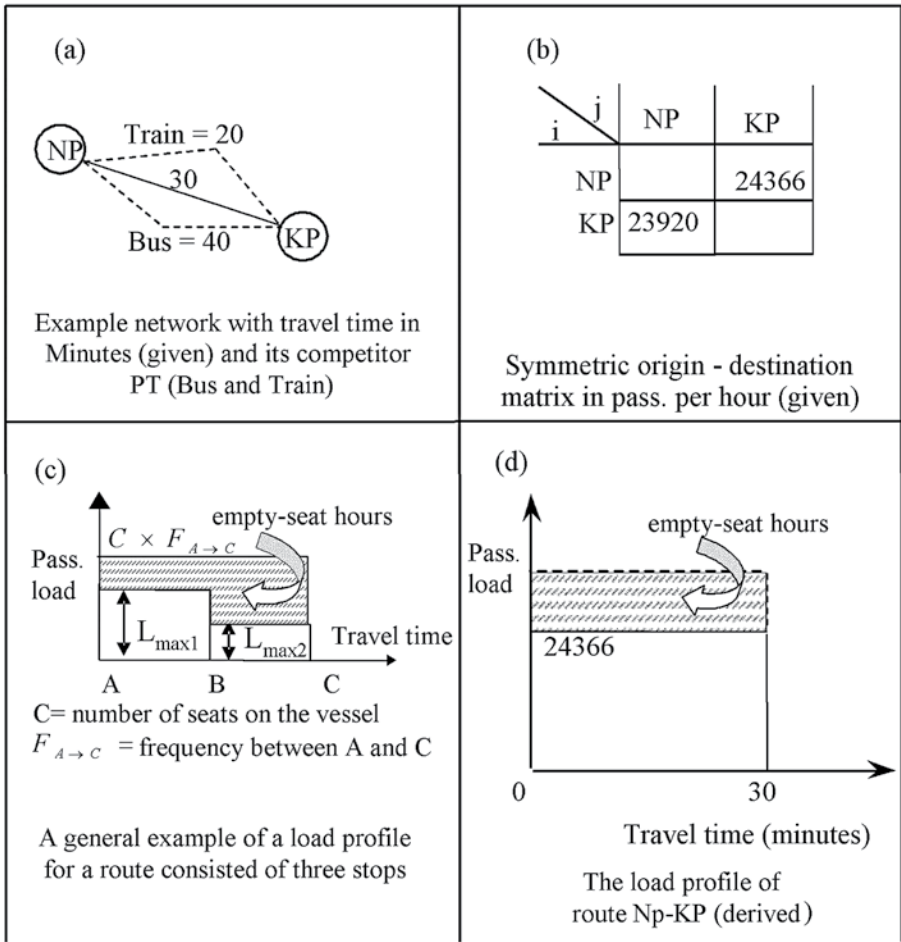 (a)
NP
Train = 20
30
Bus = 40
KP
Example network with travel time in
Minutes (given) and its competitor
PT (Bus and Train)
(b)
j
i
NP
KP
NP
24366
KP
23920
Symmetric origin - destination
matrix in pass. per hour (given)
(c)
empty-seat hours
C × F A → C
Pass.
load
L max1
L max2
Travel time
A
B
C
C= number of seats on the vessel
F A → C = frequency between A and C
A general example of a load profile
for a route consisted of three stops
(d)
empty-seat hours
Pass.
load
24366
0
30
Travel time (minutes)
The load profile of
route Np-KP (derived)